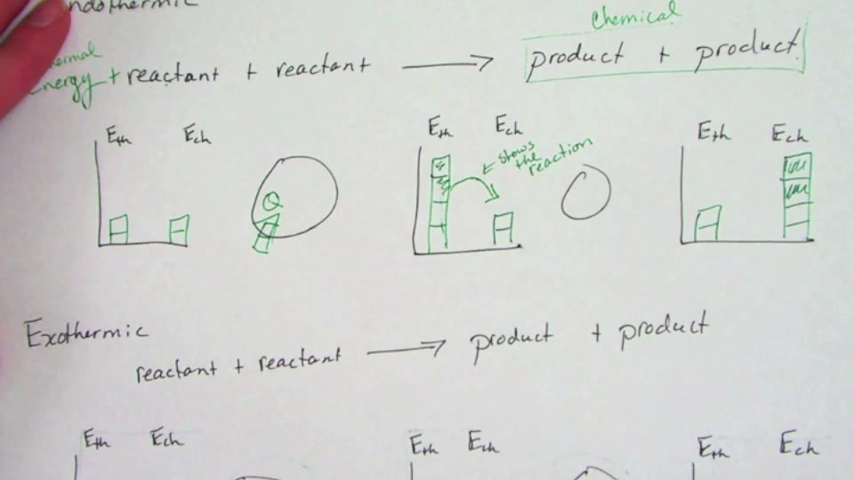 ndothermic
Chemical
ermal
nergy + reactant + reactant → product + product
Eth Ech Eth Ech Eth Ech
shows
the
reaction
Q
Exothermic
reactant + reactant → product + product
Eth Ech Eth Ech Eth Ech